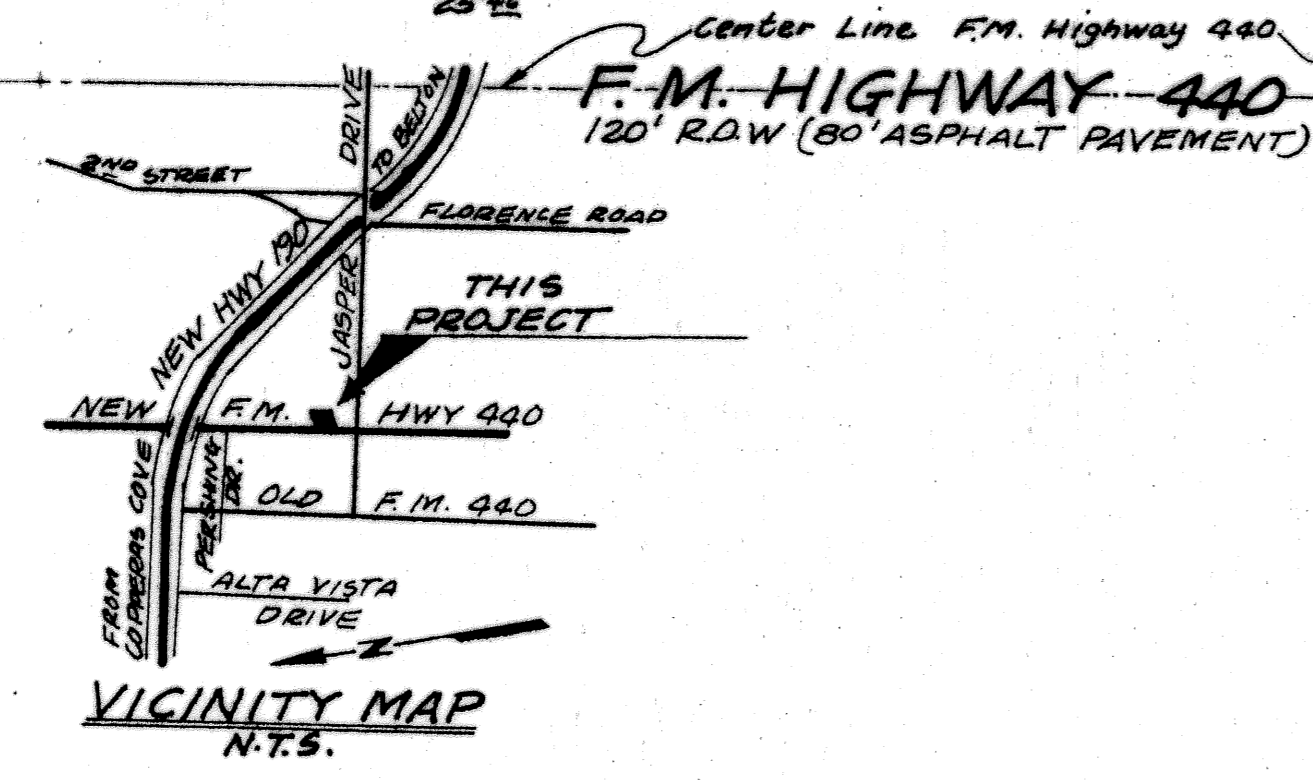 Center Line F.M. Highway 440
F. M. HIGHWAY 440
120' R.O.W (80' ASPHALT PAVEMENT)
JASPER DRIVE
TO BELTON
2ND STREET
FLORENCE ROAD
NEW HWY 190
THIS
PROJECT
NEW F.M. HWY 440
PERSHING
DR.
OLD F.M. 440
FROM
COPPERAS COVE
ALTA VISTA
DRIVE
N
VICINITY MAP
N.T.S.